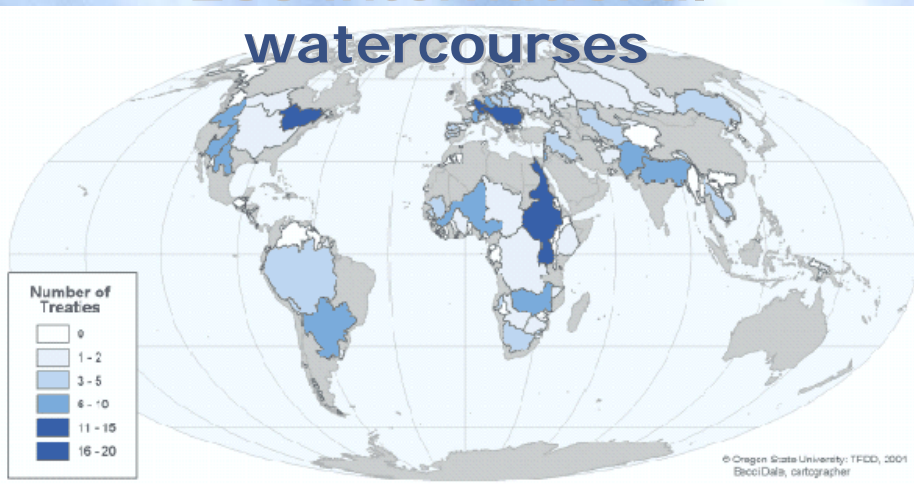 watercourses
Number of
Treaties
0
1 - 2
3 - 5
6 - 10
11 - 15
16 - 20
© Oregon State University: TFDD, 2001
Becci Dale, cartographer